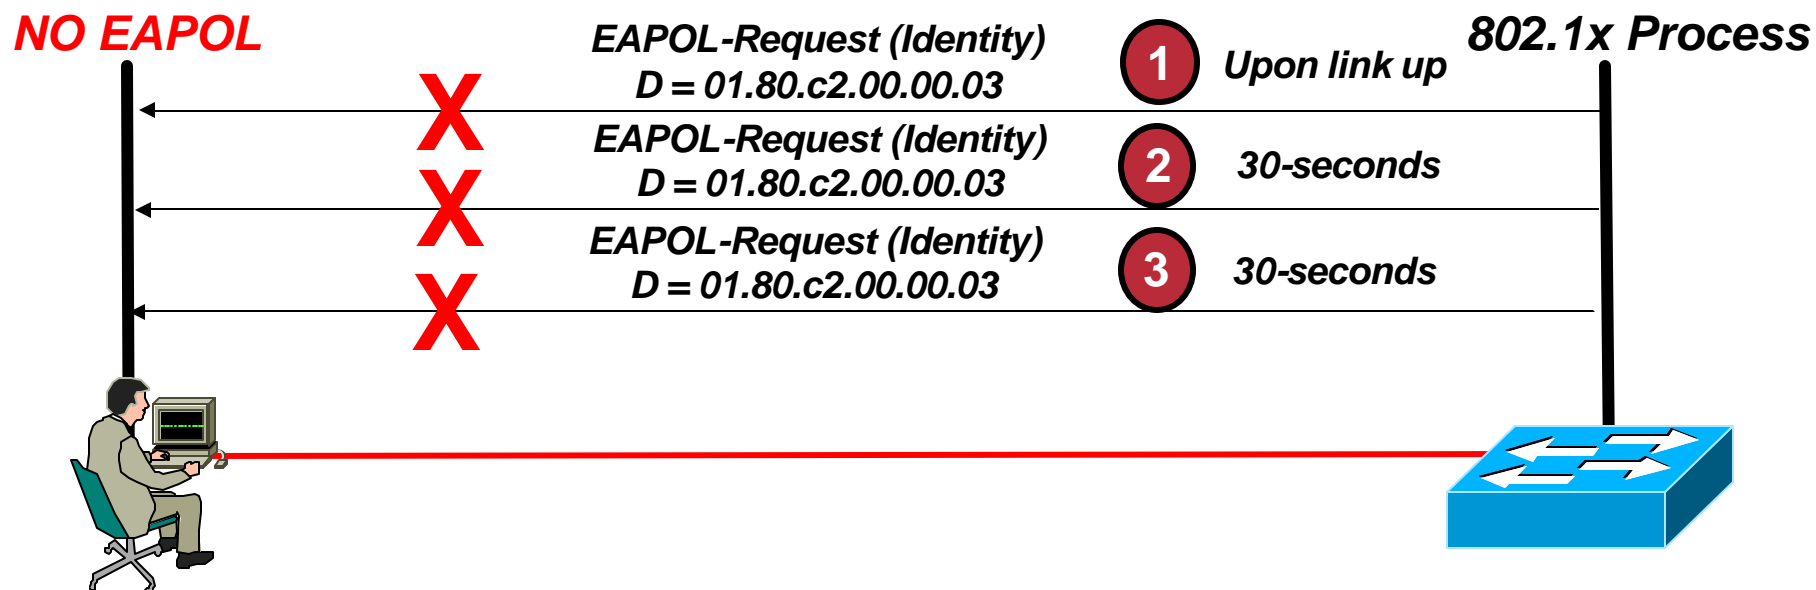 NO EAPOL
802.1x Process
EAPOL-Request (Identity)
D = 01.80.c2.00.00.03
1
Upon link up
EAPOL-Request (Identity)
D = 01.80.c2.00.00.03
2
30-seconds
EAPOL-Request (Identity)
D = 01.80.c2.00.00.03
3
30-seconds
X
X
X